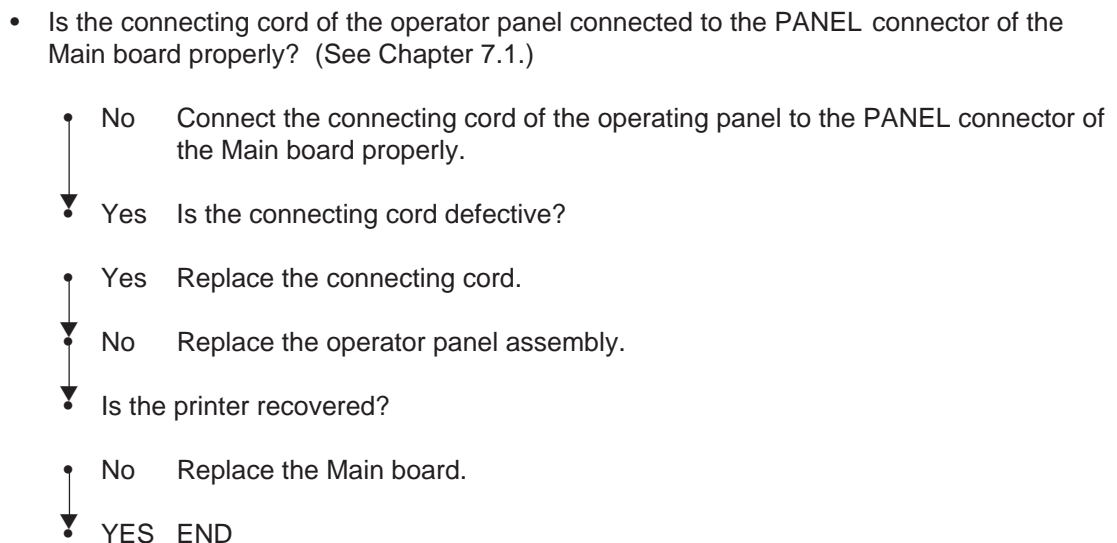 • Is the connecting cord of the operator panel connected to the PANEL connector of the
Main board properly? (See Chapter 7.1.)
• No Connect the connecting cord of the operating panel to the PANEL connector of
the Main board properly.
• Yes Is the connecting cord defective?
• Yes Replace the connecting cord.
• No Replace the operator panel assembly.
• Is the printer recovered?
• No Replace the Main board.
• YES END